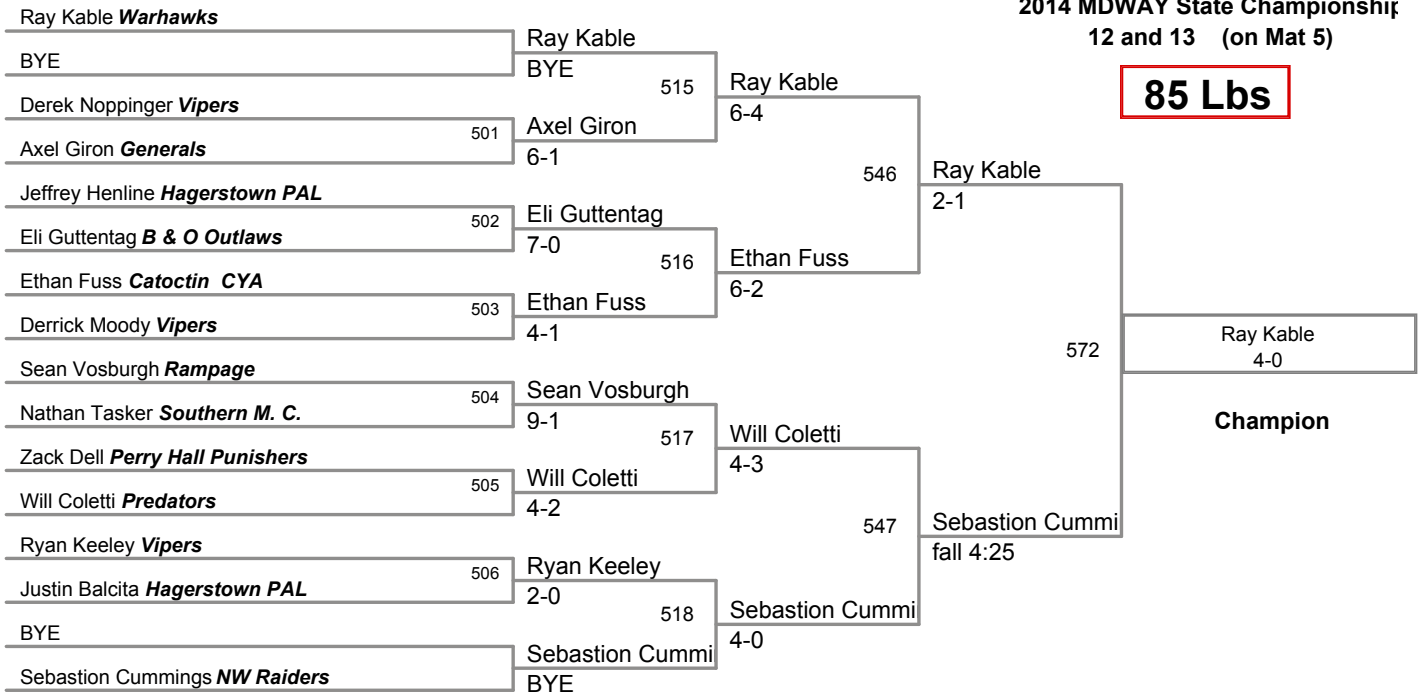 2014 MDWAY State Championship
12 and 13 (on Mat 5)
85 Lbs
Ray Kable Warhawks
BYE
Derek Noppinger Vipers
Axel Giron Generals
Jeffrey Henline Hagerstown PAL
Eli Guttentag B & O Outlaws
Ethan Fuss Catoctin CYA
Derrick Moody Vipers
Sean Vosburgh Rampage
Nathan Tasker Southern M. C.
Zack Dell Perry Hall Punishers
Will Coletti Predators
Ryan Keeley Vipers
Justin Balcita Hagerstown PAL
BYE
Sebastion Cummings NW Raiders
501
502
503
504
505
506
Ray Kable
BYE
Axel Giron
6-1
Eli Guttentag
7-0
Ethan Fuss
4-1
Sean Vosburgh
9-1
Will Coletti
4-2
Ryan Keeley
2-0
Sebastion Cummi
BYE
515
516
517
518
Ray Kable
6-4
Ethan Fuss
6-2
Will Coletti
4-3
Sebastion Cummi
4-0
546
547
Ray Kable
2-1
Sebastion Cummi
fall 4:25
572
Ray Kable
4-0
Champion